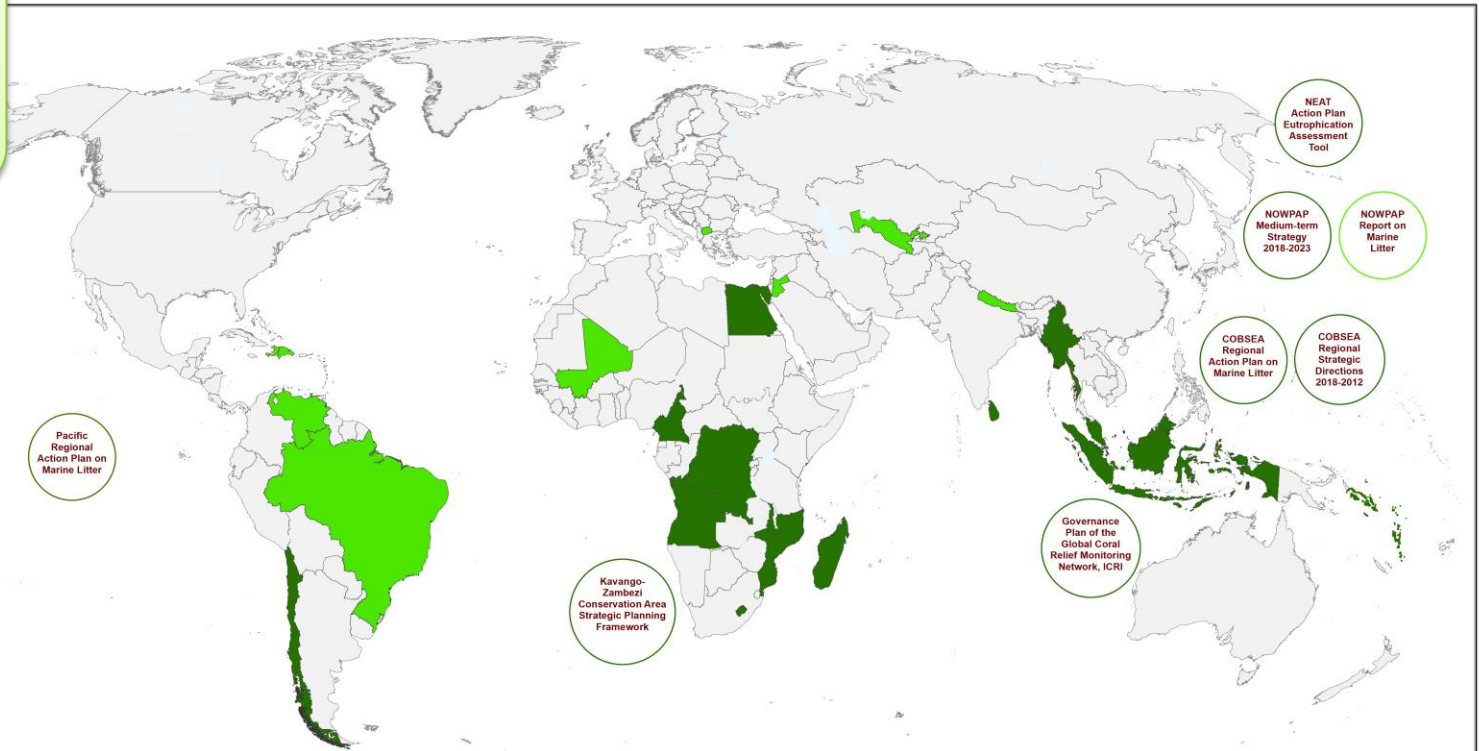 NEAT
Action Plan
Eutrophication
Assessment
Tool
NOWPAP
Medium-term
Strategy
2018-2023
NOWPAP
Report on
Marine
Litter
COBSEA
Regional
Action Plan on
Marine Litter
COBSEA
Regional
Strategic
Directions
2018-2012
Pacific
Regional
Action Plan on
Marine Litter
Governance
Plan of the
Global Coral
Relief Monitoring
Network, ICRI
Kavango-
Zambezi
Conservation Area
Strategic Planning
Framework